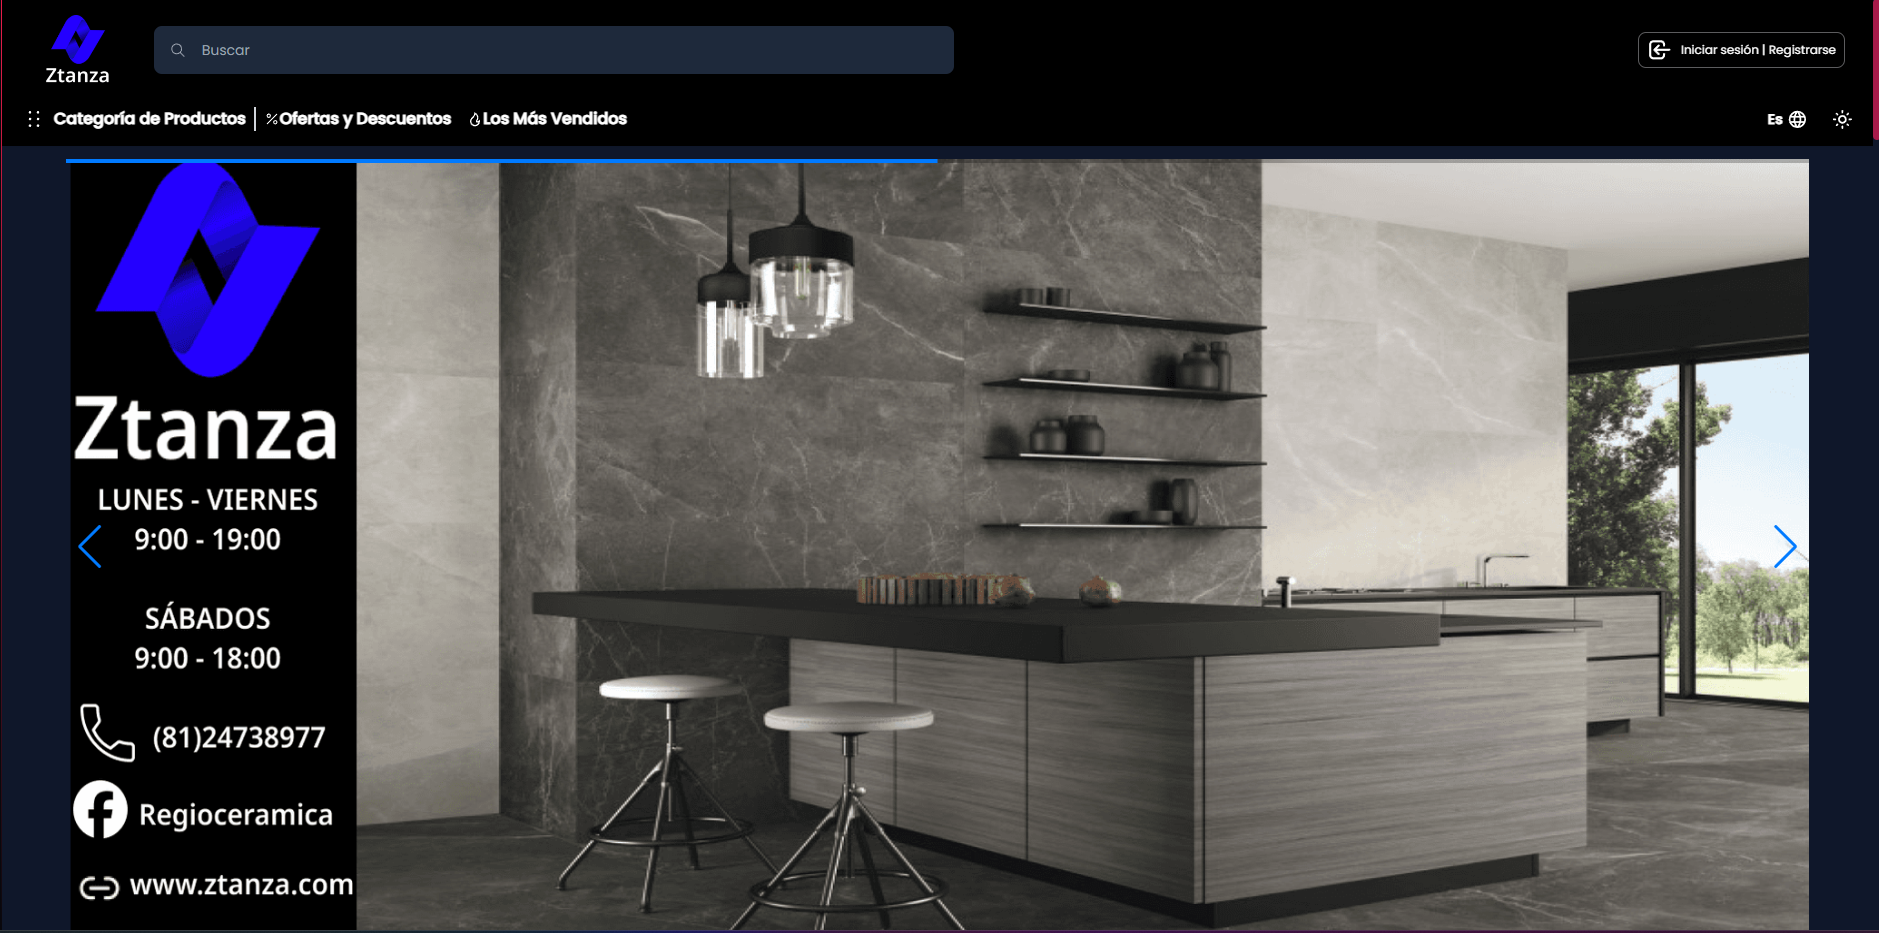 Ztanza
Buscar
Iniciar sesión | Registrarse
Categoría de Productos
Ofertas y Descuentos
Los Más Vendidos
Es
Ztanza
LUNES - VIERNES
9:00 - 19:00
SÁBADOS
9:00 - 18:00
(81)24738977
Regioceramica
www.ztanza.com